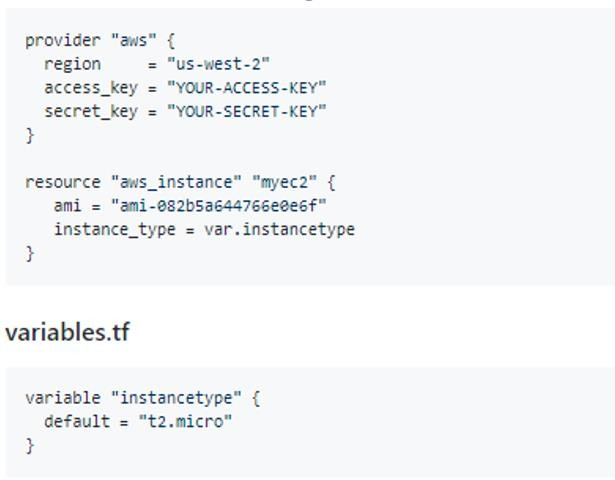 provider "aws" {
  region     = "us-west-2"
  access_key = "YOUR-ACCESS-KEY"
  secret_key = "YOUR-SECRET-KEY"
}
resource "aws_instance" "myec2" {
   ami = "ami-082b5a644766e0e6f"
   instance_type = var.instancetype
}
variables.tf
variable "instancetype" {
  default = "t2.micro"
}